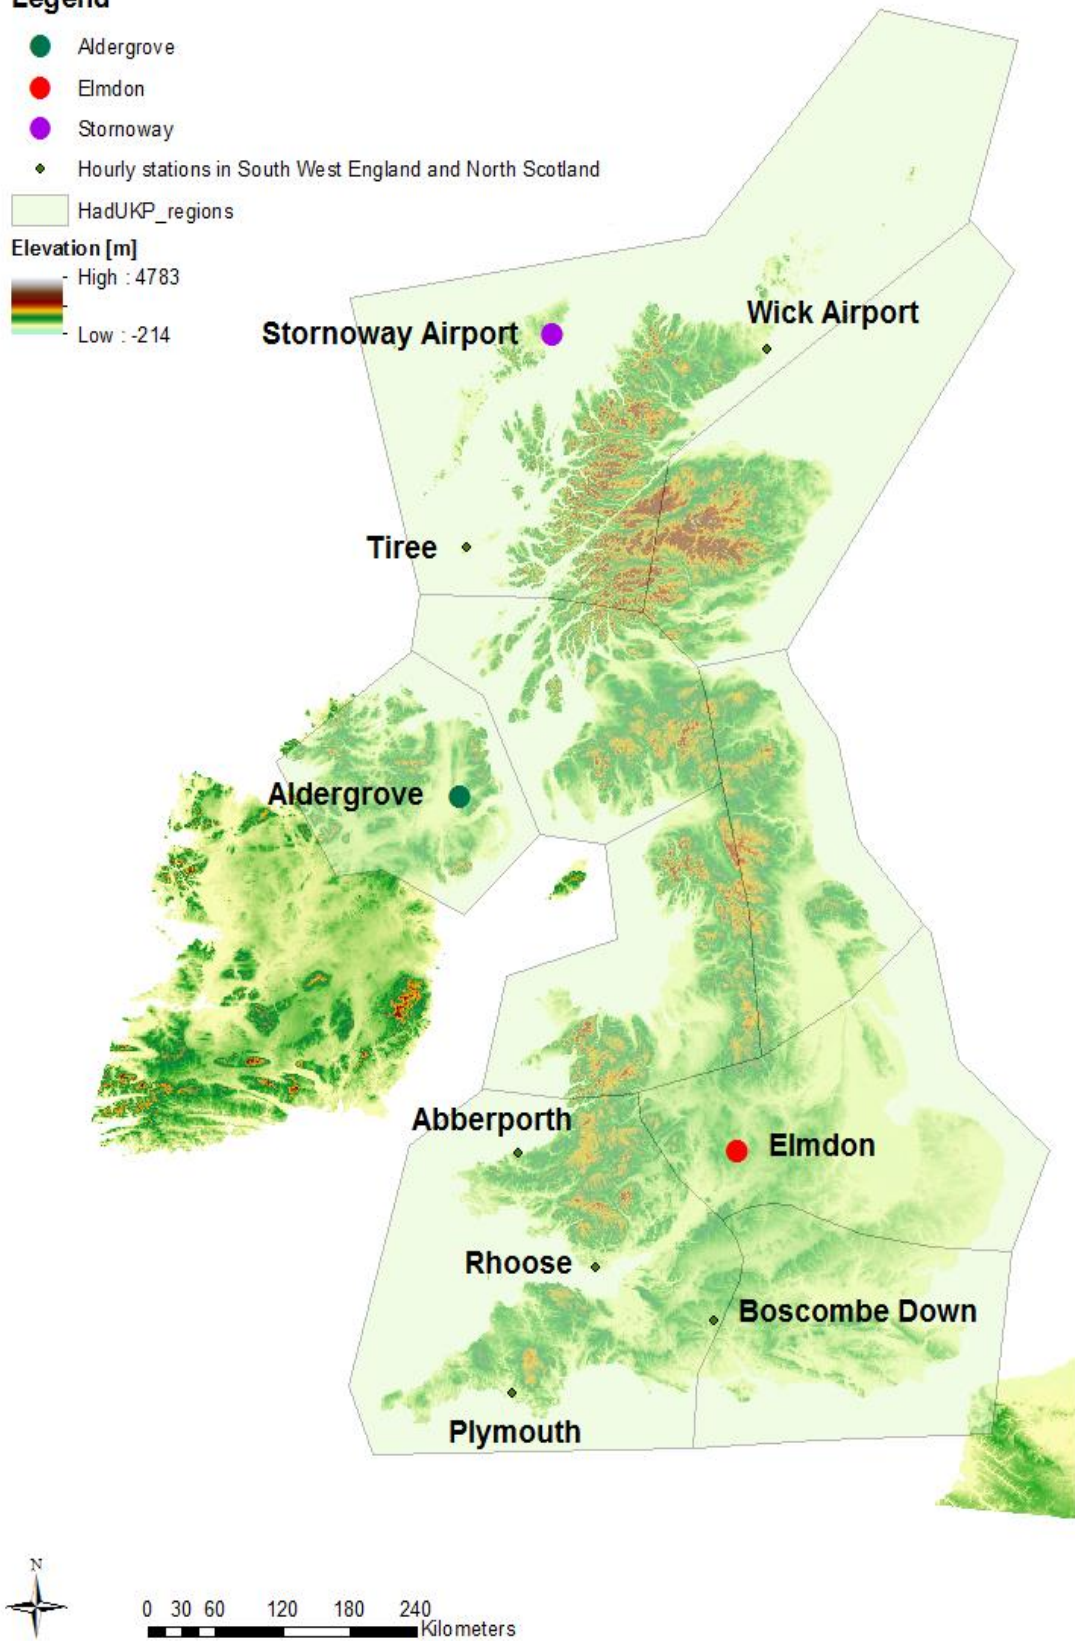 Legend
Aldergrove
Elmdon
Stornoway
Hourly stations in South West England and North Scotland
HadUKP_regions
Elevation [m]
High : 4783
Low : -214
Wick Airport
Stornoway Airport
Tiree
Aldergrove
Abberporth
Elmdon
Rhoose
Boscombe Down
Plymouth
N
0 30 60 120 180 240
Kilometers